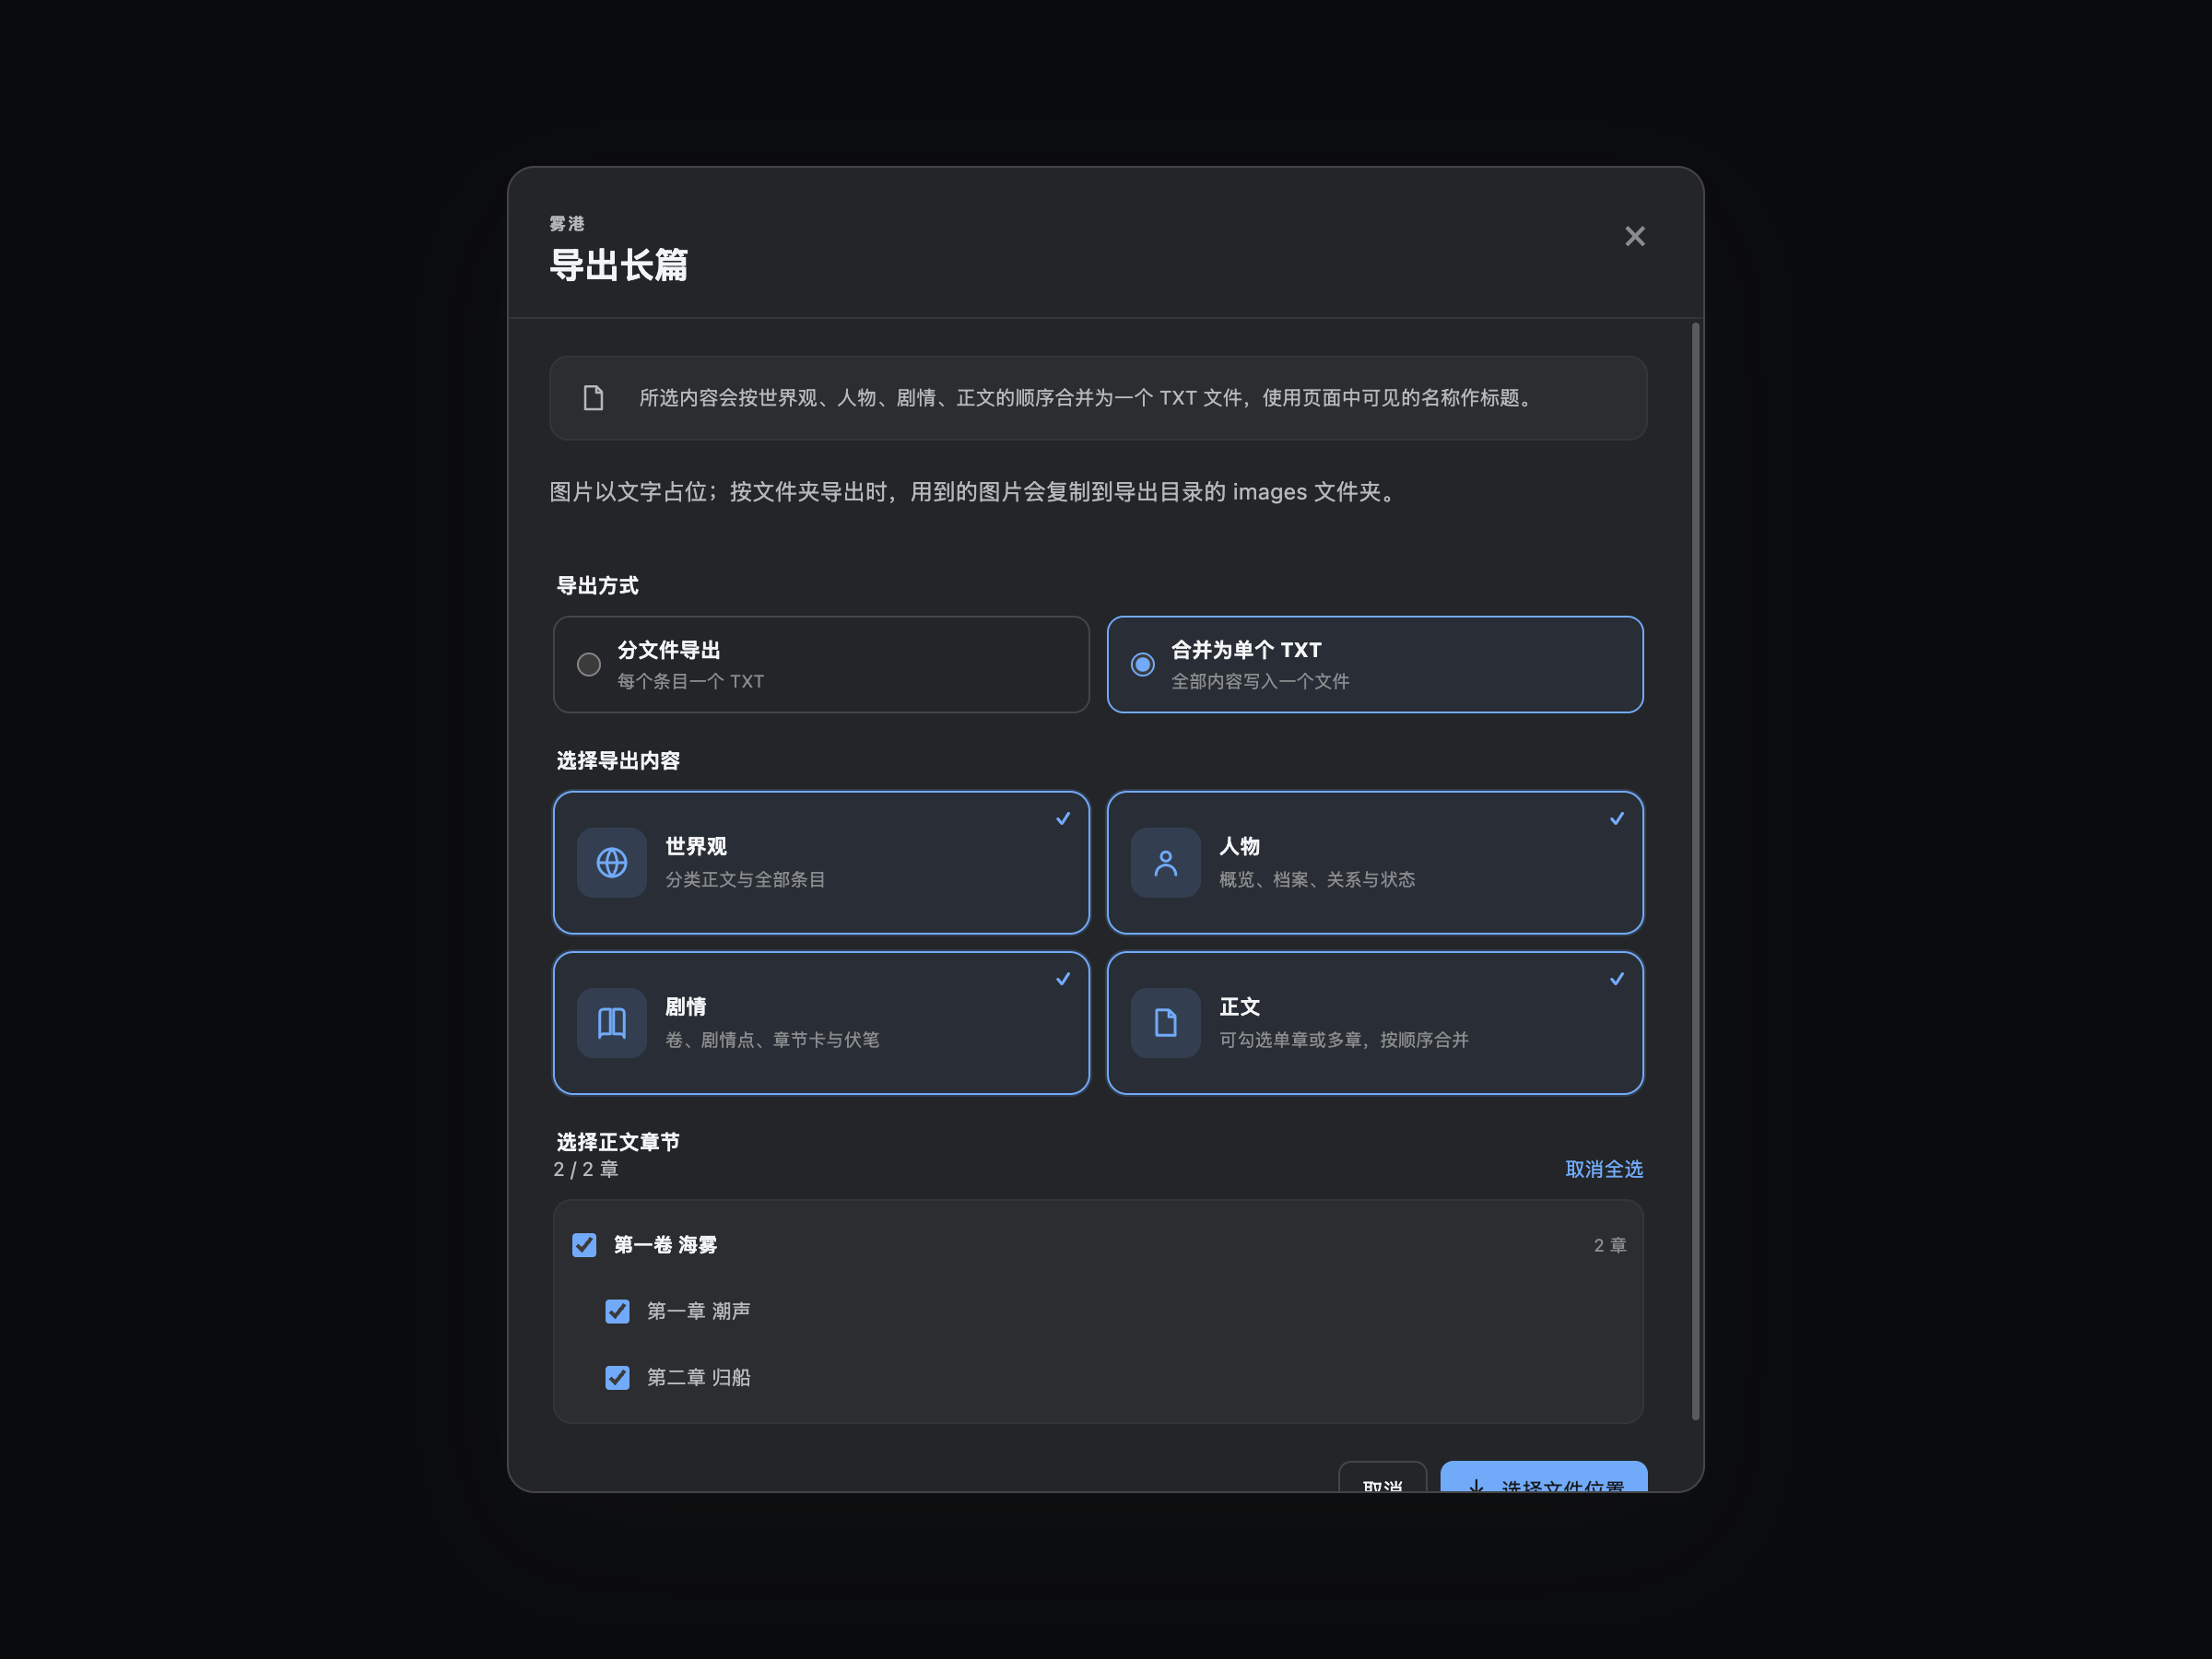 雾港
导出长篇
所选内容会按世界观、人物、剧情、正文的顺序合并为一个 TXT 文件，使用页面中可见的名称作标题。
图片以文字占位；按文件夹导出时，用到的图片会复制到导出目录的 images 文件夹。
导出方式
分文件导出
每个条目一个 TXT
合并为单个 TXT
全部内容写入一个文件
选择导出内容
世界观
分类正文与全部条目
人物
概览、档案、关系与状态
剧情
卷、剧情点、章节卡与伏笔
正文
可勾选单章或多章，按顺序合并
选择正文章节
2 / 2 章
取消全选
第一卷 海雾
2 章
第一章 潮声
第二章 归船
取消
选择文件位置